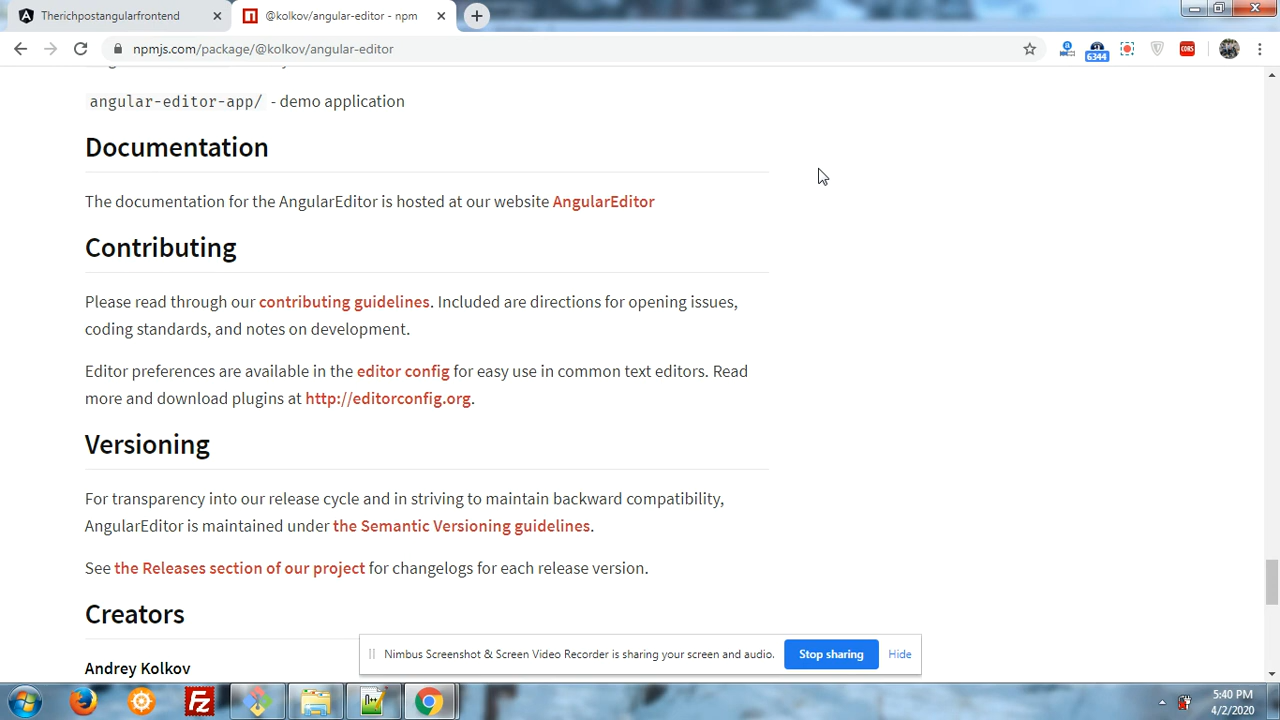 Therichpostangularfrontend
@kolkov/angular-editor - npm
npmjs.com/package/@kolkov/angular-editor
6344
CORS
angular-editor-app/ - demo application
Documentation
The documentation for the AngularEditor is hosted at our website AngularEditor
Contributing
Please read through our contributing guidelines. Included are directions for opening issues,
coding standards, and notes on development.
Editor preferences are available in the editor config for easy use in common text editors. Read
more and download plugins at http://editorconfig.org.
Versioning
For transparency into our release cycle and in striving to maintain backward compatibility,
AngularEditor is maintained under the Semantic Versioning guidelines.
See the Releases section of our project for changelogs for each release version.
Creators
Nimbus Screenshot & Screen Video Recorder is sharing your screen and audio.
Stop sharing
Hide
Andrey Kolkov
5:40 PM
4/2/2020